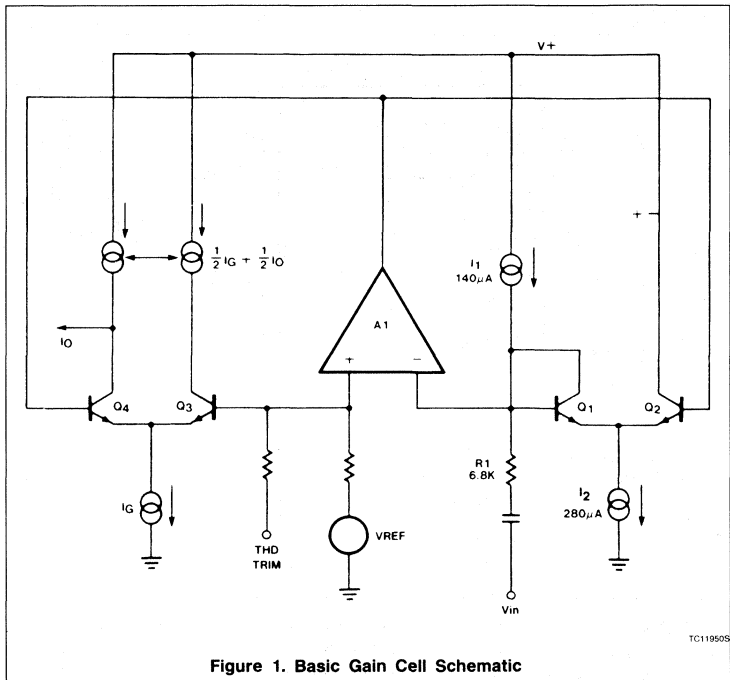 V+
1/2 IG + 1/2 IO
I1
140μA
A1
+
IO
+ −
Q4 Q3 Q1 Q2
R1
6.8K
IG
I2
280μA
THD
TRIM
VREF
Vin
TC11950S
Figure 1. Basic Gain Cell Schematic